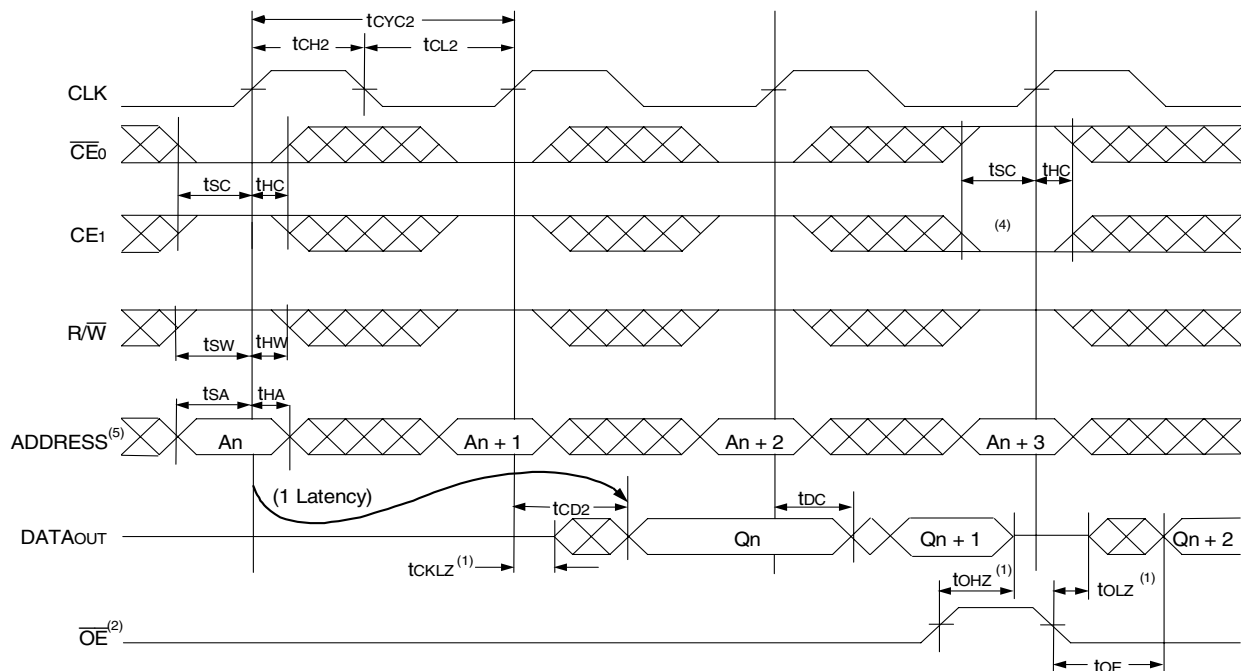 tCYC2
tCH2 tCL2
CLK
CE0
tSC tHC tSC tHC
CE1 (4)
R/W
tSW tHW
tSA tHA
ADDRESS(5) An An + 1 An + 2 An + 3
(1 Latency) tCD2 tDC
DATAOUT Qn Qn + 1 Qn + 2
tCKLZ(1) tOHZ(1) tOLZ(1)
OE(2)
tOE